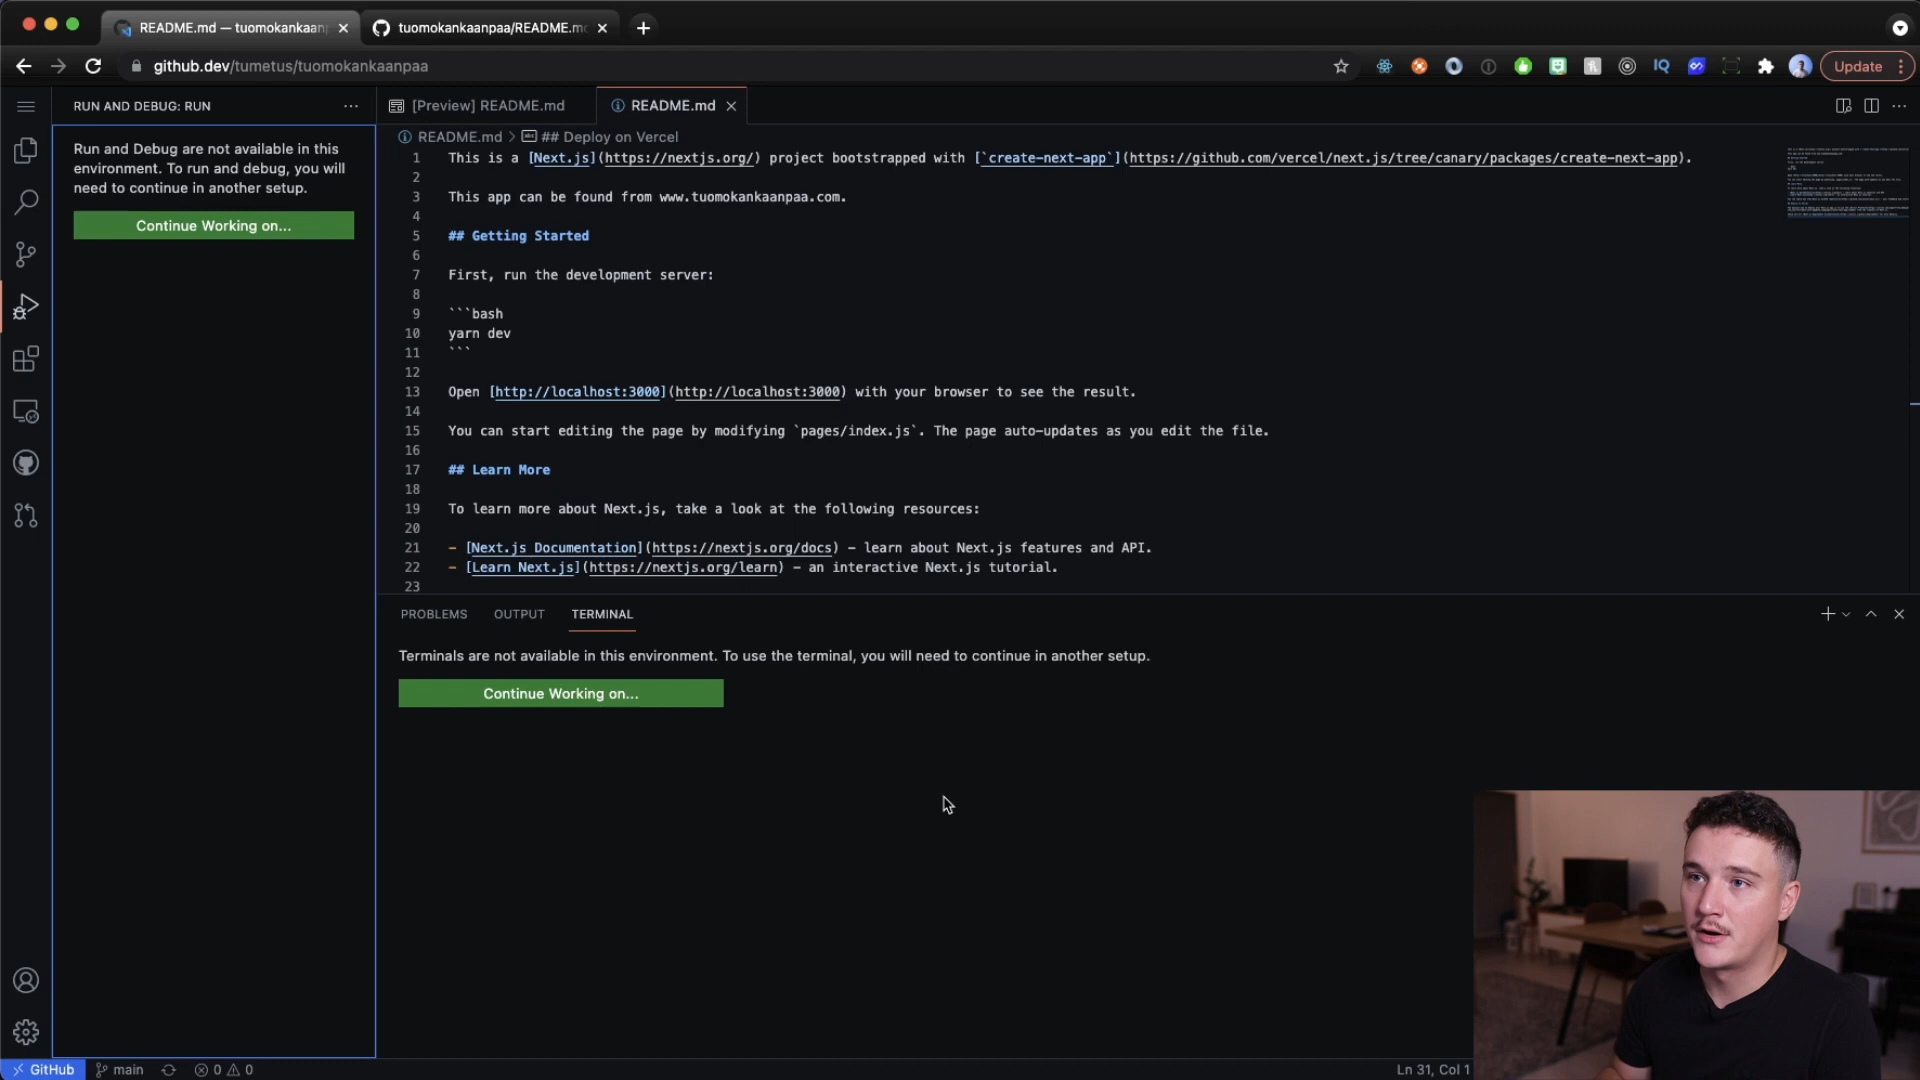 README.md — tuomokankaanp
tuomokankaanpaa/README.m
github.dev/tumetus/tuomokankaanpaa
IQ
Update
RUN AND DEBUG: RUN
[Preview] README.md
README.md
README.md > ## Deploy on Vercel
Run and Debug are not available in this
environment. To run and debug, you will
need to continue in another setup.
Continue Working on...
1 This is a [Next.js](https://nextjs.org/) project bootstrapped with [`create-next-app`](https://github.com/vercel/next.js/tree/canary/packages/create-next-app).
2
3 This app can be found from www.tuomokankaanpaa.com.
4
5 ## Getting Started
6
7 First, run the development server:
8
9 ```bash
10 yarn dev
11 ```
12
13 Open [http://localhost:3000](http://localhost:3000) with your browser to see the result.
14
15 You can start editing the page by modifying `pages/index.js`. The page auto-updates as you edit the file.
16
17 ## Learn More
18
19 To learn more about Next.js, take a look at the following resources:
20
21 - [Next.js Documentation](https://nextjs.org/docs) - learn about Next.js features and API.
22 - [Learn Next.js](https://nextjs.org/learn) - an interactive Next.js tutorial.
23
PROBLEMS OUTPUT TERMINAL
Terminals are not available in this environment. To use the terminal, you will need to continue in another setup.
Continue Working on...
GitHub main 0 0
Ln 31, Col 1